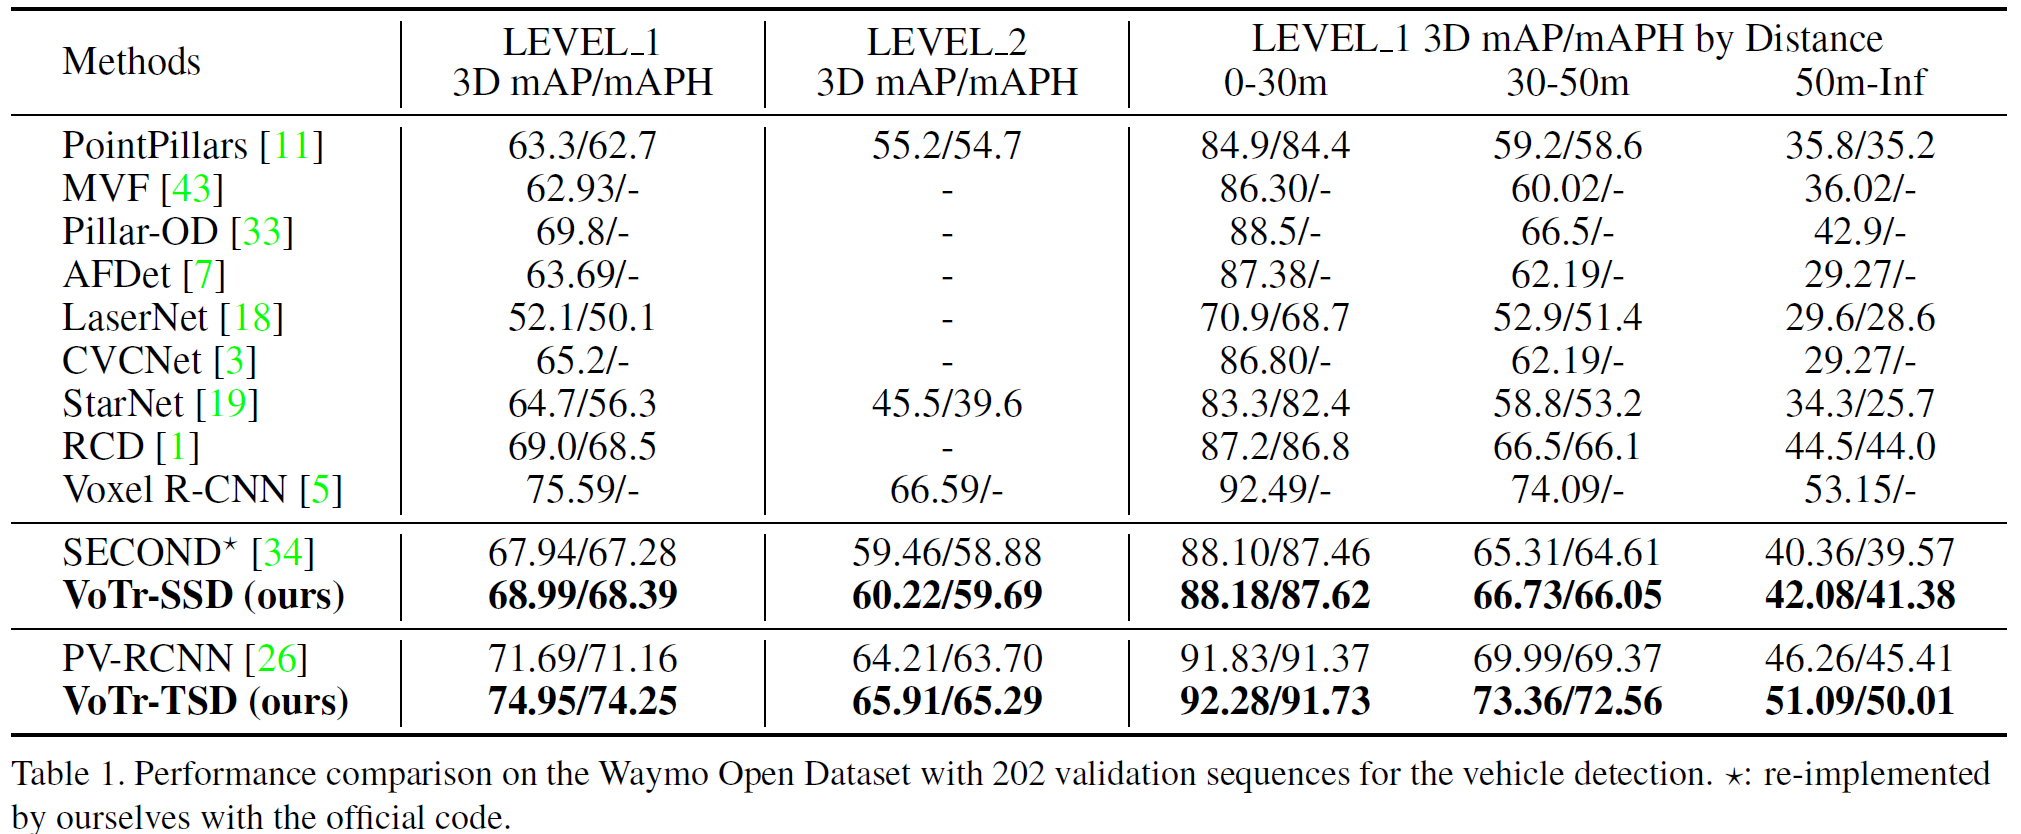 Methods LEVEL_1 LEVEL_2 LEVEL_1 3D mAP/mAPH by Distance
3D mAP/mAPH 3D mAP/mAPH 0-30m 30-50m 50m-Inf
PointPillars [11] 63.3/62.7 55.2/54.7 84.9/84.4 59.2/58.6 35.8/35.2
MVF [43] 62.93/- - 86.30/- 60.02/- 36.02/-
Pillar-OD [33] 69.8/- - 88.5/- 66.5/- 42.9/-
AFDet [7] 63.69/- - 87.38/- 62.19/- 29.27/-
LaserNet [18] 52.1/50.1 - 70.9/68.7 52.9/51.4 29.6/28.6
CVCNet [3] 65.2/- - 86.80/- 62.19/- 29.27/-
StarNet [19] 64.7/56.3 45.5/39.6 83.3/82.4 58.8/53.2 34.3/25.7
RCD [1] 69.0/68.5 - 87.2/86.8 66.5/66.1 44.5/44.0
Voxel R-CNN [5] 75.59/- 66.59/- 92.49/- 74.09/- 53.15/-
SECOND⋆ [34] 67.94/67.28 59.46/58.88 88.10/87.46 65.31/64.61 40.36/39.57
VoTr-SSD (ours) 68.99/68.39 60.22/59.69 88.18/87.62 66.73/66.05 42.08/41.38
PV-RCNN [26] 71.69/71.16 64.21/63.70 91.83/91.37 69.99/69.37 46.26/45.41
VoTr-TSD (ours) 74.95/74.25 65.91/65.29 92.28/91.73 73.36/72.56 51.09/50.01
Table 1. Performance comparison on the Waymo Open Dataset with 202 validation sequences for the vehicle detection. ⋆: re-implemented
by ourselves with the official code.